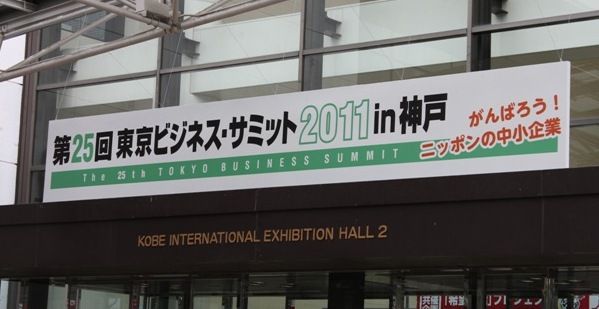 第25回 東京ビジネス・サミット2011 in 神戸
がんばろう!
ニッポンの中小企業
The 25th TOKYO BUSINESS SUMMIT
KOBE INTERNATIONAL EXHIBITION HALL 2